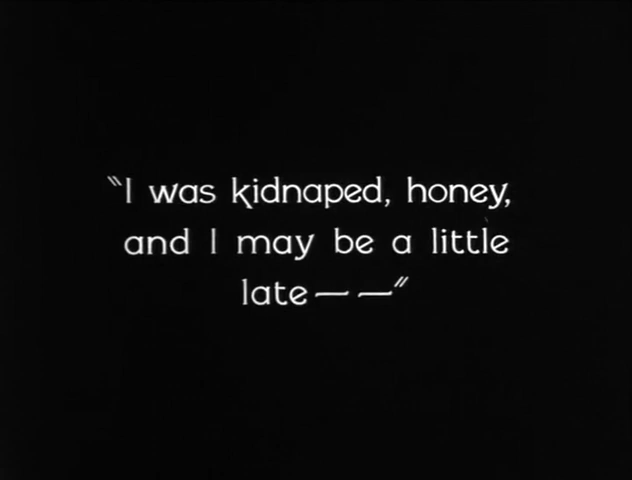 “I was kidnaped, honey,
and I may be a little
late — —”